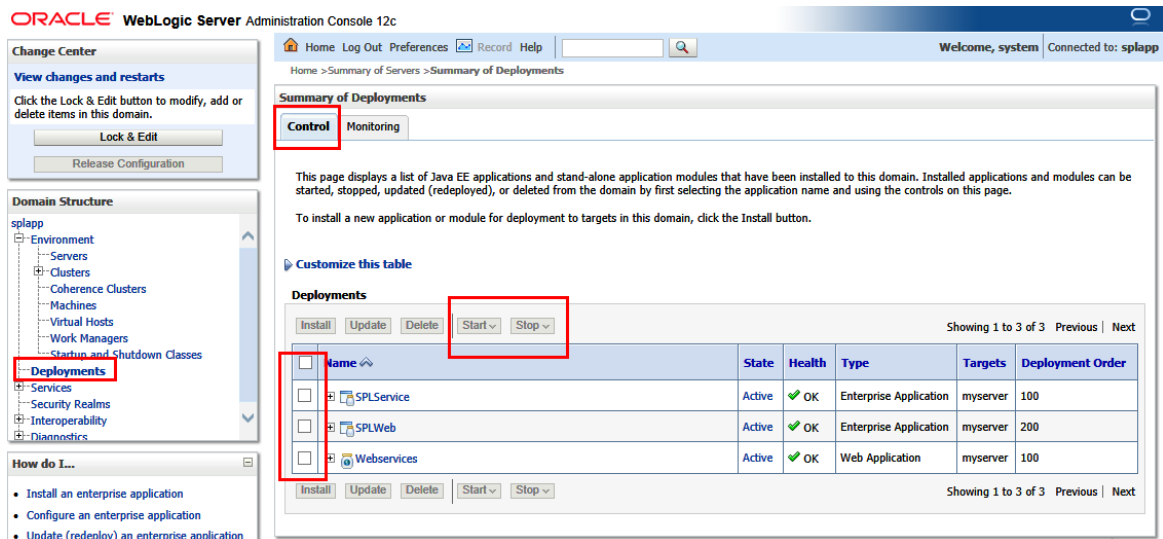 ORACLE WebLogic Server Administration Console 12c
Change Center
View changes and restarts
Click the Lock & Edit button to modify, add or
delete items in this domain.
Lock & Edit
Release Configuration
Domain Structure
splapp
Environment
Servers
Clusters
Coherence Clusters
Machines
Virtual Hosts
Work Managers
Startup and Shutdown Classes
Deployments
Services
Security Realms
Interoperability
Diagnostics
How do I...
Install an enterprise application
Configure an enterprise application
Update (redeploy) an enterprise application
Home Log Out Preferences Record Help
Welcome, system Connected to: splapp
Home >Summary of Servers >Summary of Deployments
Summary of Deployments
Control Monitoring
This page displays a list of Java EE applications and stand-alone application modules that have been installed to this domain. Installed applications and modules can be
started, stopped, updated (redeployed), or deleted from the domain by first selecting the application name and using the controls on this page.
To install a new application or module for deployment to targets in this domain, click the Install button.
Customize this table
Deployments
Install Update Delete Start Stop Showing 1 to 3 of 3 Previous | Next
Name State Health Type Targets Deployment Order
SPLService Active OK Enterprise Application myserver 100
SPLWeb Active OK Enterprise Application myserver 200
Webservices Active OK Web Application myserver 100
Install Update Delete Start Stop Showing 1 to 3 of 3 Previous | Next